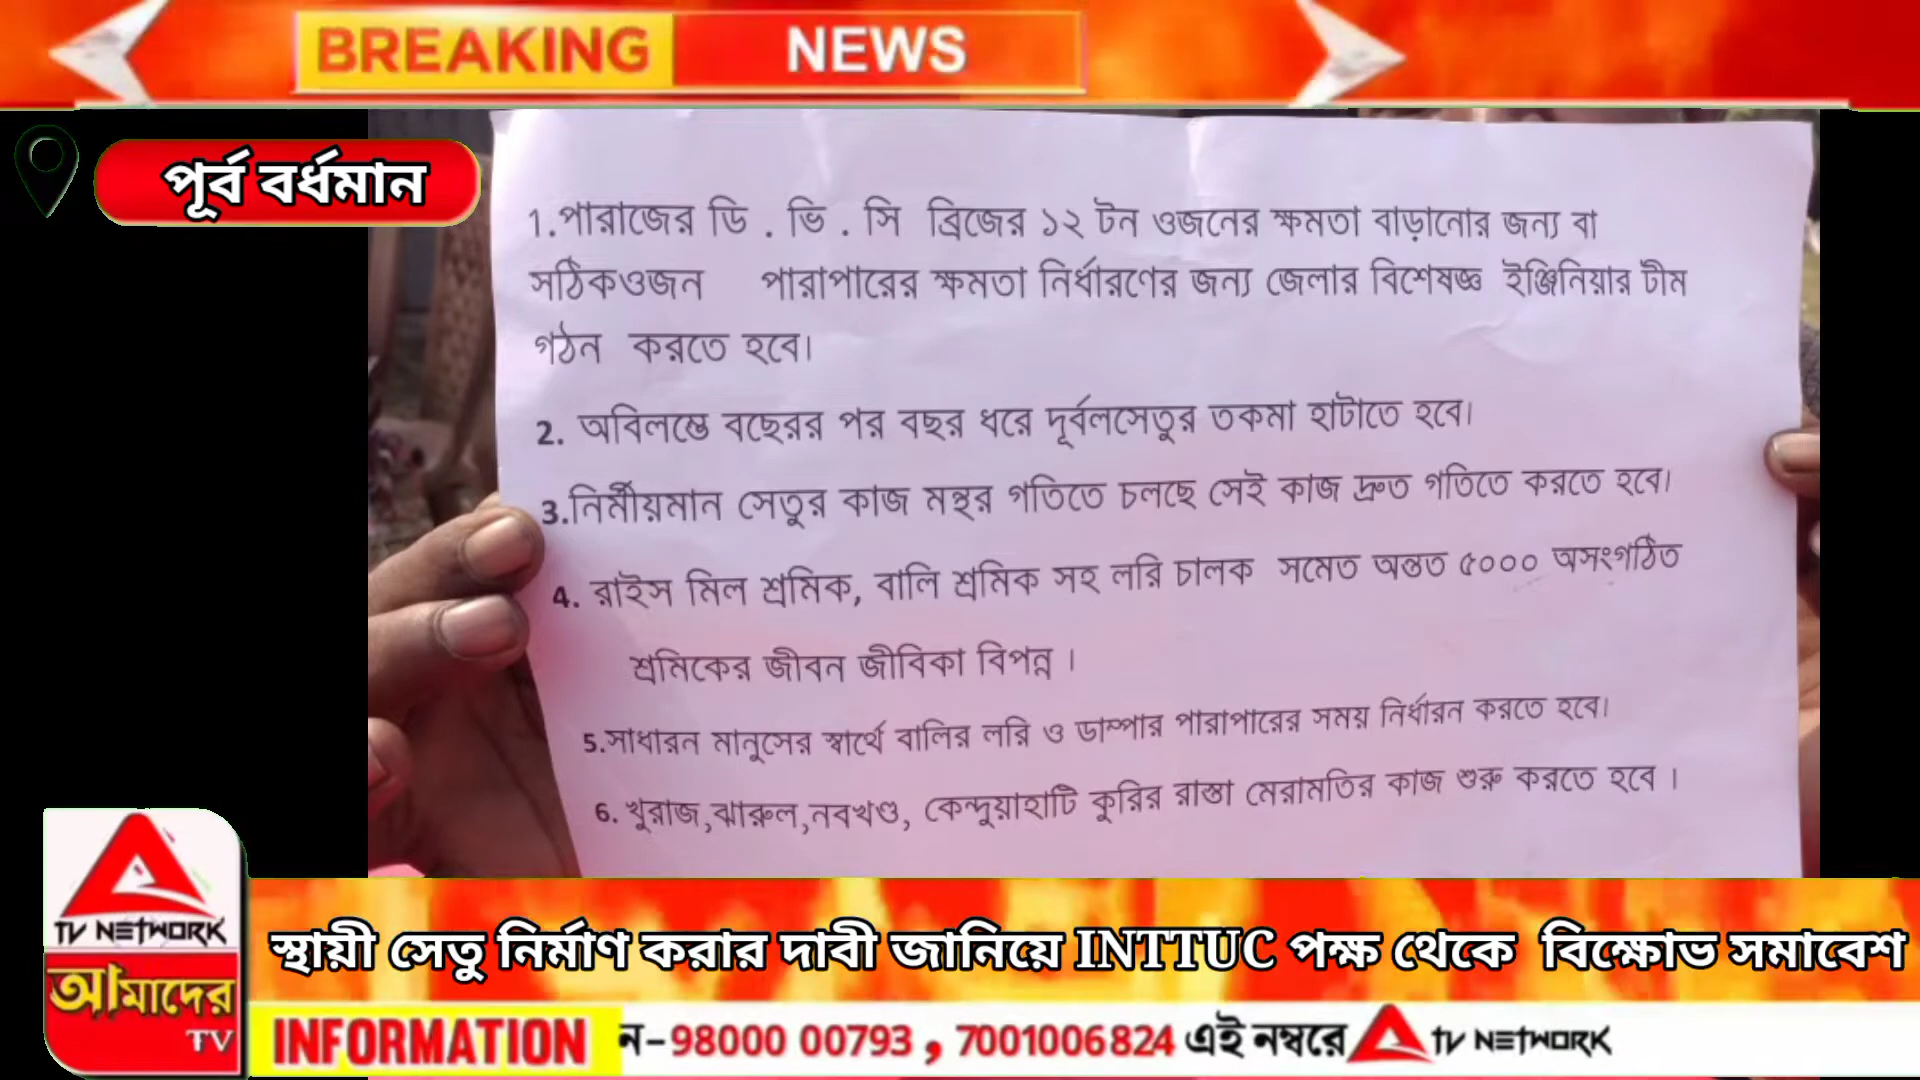 BREAKING NEWS
পূর্ব বর্ধমান
1.পারাজের ডি . ভি . সি ব্রিজের ১২ টন ওজনের ক্ষমতা বাড়ানোর জন্য বা
সঠিকওজন পারাপারের ক্ষমতা নির্ধারণের জন্য জেলার বিশেষজ্ঞ ইঞ্জিনিয়ার টীম
গঠন করতে হবে।
2. অবিলম্ভে বছেরর পর বছর ধরে দূর্বলসেতুর তকমা হাটাতে হবে।
3.নির্মীয়মান সেতুর কাজ মন্থর গতিতে চলছে সেই কাজ দ্রুত গতিতে করতে হবে।
4. রাইস মিল শ্রমিক, বালি শ্রমিক সহ লরি চালক সমেত অন্তত ৫০০০ অসংগঠিত
শ্রমিকের জীবন জীবিকা বিপন্ন ।
5.সাধারন মানুসের স্বার্থে বালির লরি ও ডাম্পার পারাপারের সময় নির্ধারন করতে হবে।
6. খুরাজ,ঝারুল,নবখণ্ড, কেন্দুয়াহাটি কুরির রাস্তা মেরামতির কাজ শুরু করতে হবে ।
TV NETWORK
আমাদের
TV
স্থায়ী সেতু নির্মাণ করার দাবী জানিয়ে INTTUC পক্ষ থেকে বিক্ষোভ সমাবেশ
INFORMATION ন-98000 00793 , 7001006824 এই নম্বরে TV NETWORK